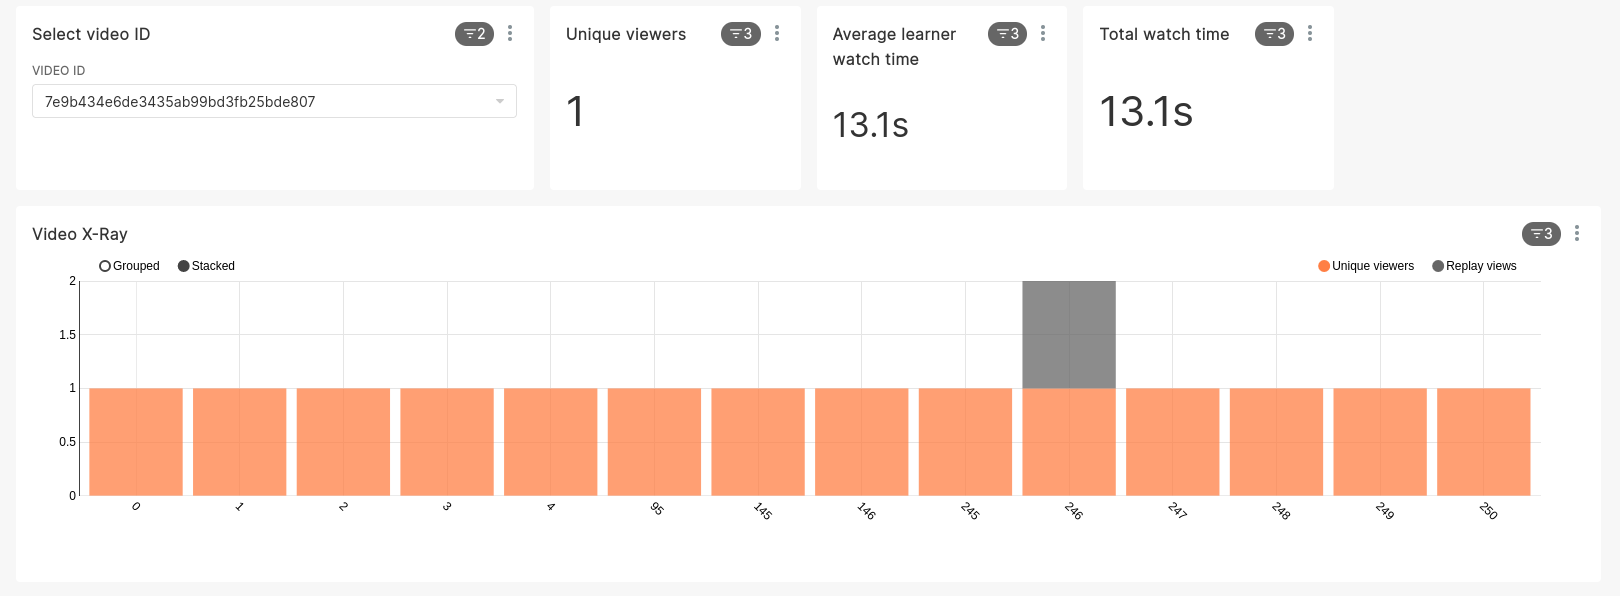 Select video ID
2
VIDEO ID
7e9b434e6de3435ab99bd3fb25bde807
Unique viewers
3
1
Average learner
watch time
3
13.1s
Total watch time
3
13.1s
Video X-Ray
3
Grouped Stacked
Unique viewers Replay views
2
1.5
1
0.5
0
0 1 2 3 4 95 145 146 245 246 247 248 249 250